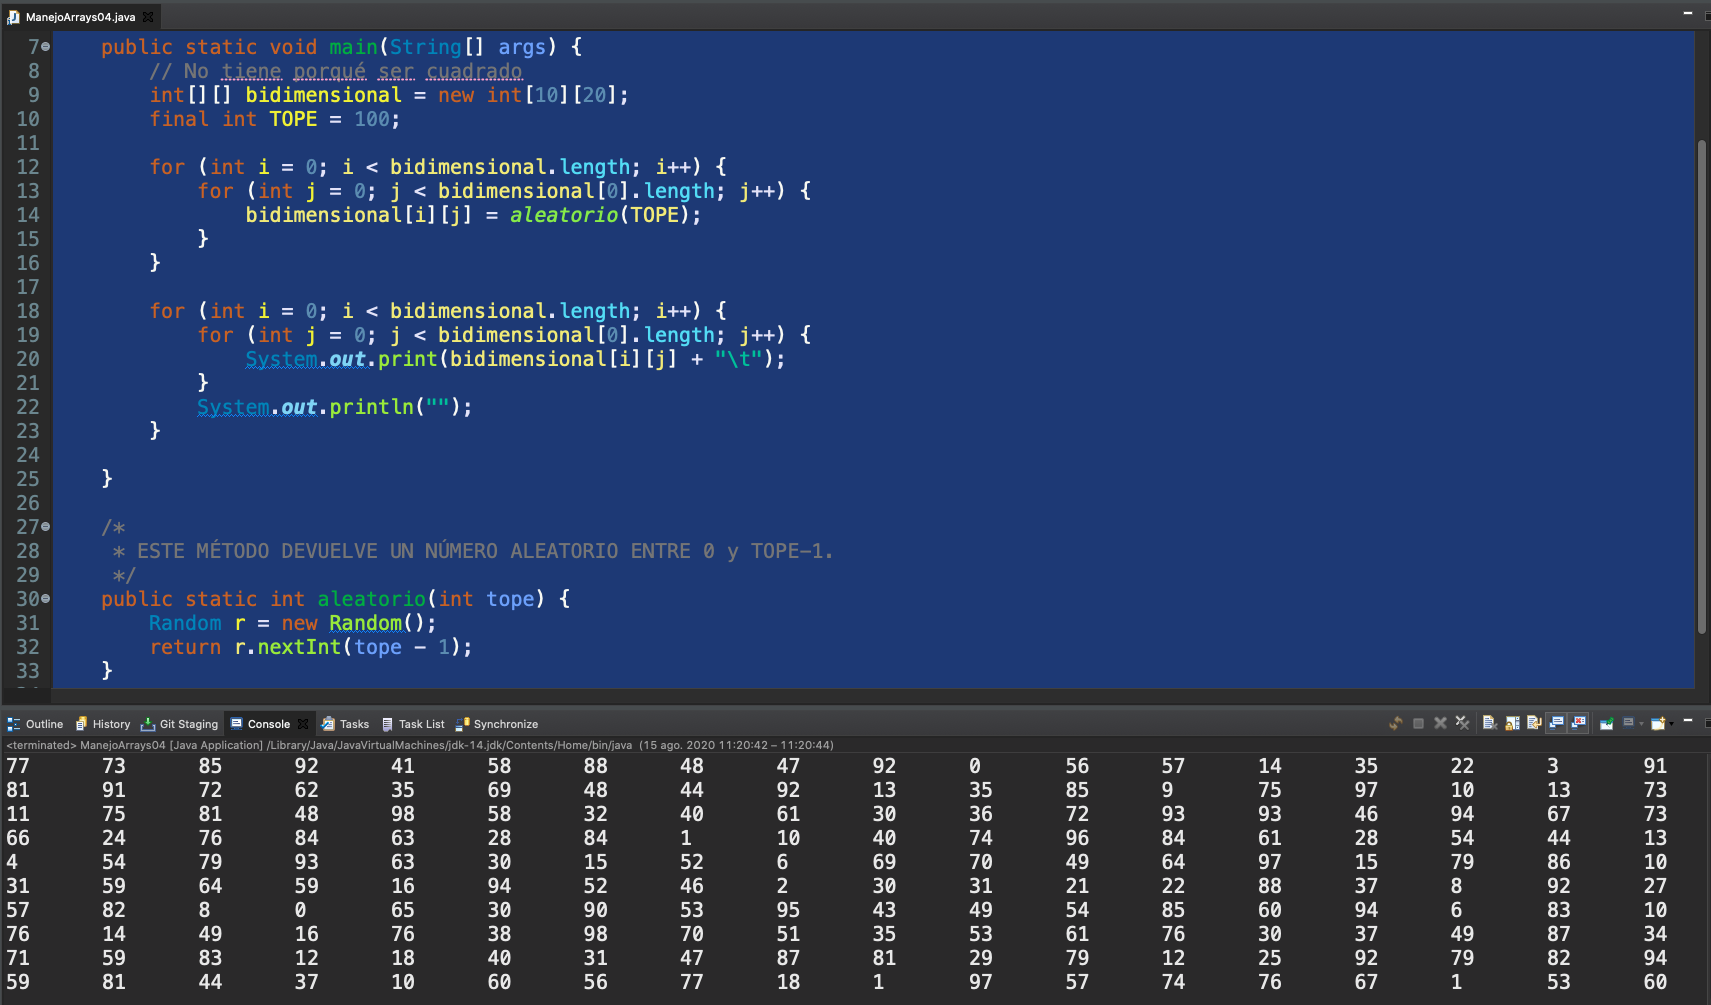 ManejoArrays04.java
7 public static void main(String[] args) {
8 // No tiene porqué ser cuadrado
9 int[][] bidimensional = new int[10][20];
10 final int TOPE = 100;
11
12 for (int i = 0; i < bidimensional.length; i++) {
13 for (int j = 0; j < bidimensional[0].length; j++) {
14 bidimensional[i][j] = aleatorio(TOPE);
15 }
16 }
17
18 for (int i = 0; i < bidimensional.length; i++) {
19 for (int j = 0; j < bidimensional[0].length; j++) {
20 System.out.print(bidimensional[i][j] + "\t");
21 }
22 System.out.println("");
23 }
24
25 }
26
27 /*
28 * ESTE MÉTODO DEVUELVE UN NÚMERO ALEATORIO ENTRE 0 y TOPE-1.
29 */
30 public static int aleatorio(int tope) {
31 Random r = new Random();
32 return r.nextInt(tope - 1);
33 }
Outline History Git Staging Console Tasks Task List Synchronize
<terminated> ManejoArrays04 [Java Application] /Library/Java/JavaVirtualMachines/jdk-14.jdk/Contents/Home/bin/java (15 ago. 2020 11:20:42 – 11:20:44)
77 73 85 92 41 58 88 48 47 92 0 56 57 14 35 22 3 91
81 91 72 62 35 69 48 44 92 13 35 85 9 75 97 10 13 73
11 75 81 48 98 58 32 40 61 30 36 72 93 93 46 94 67 73
66 24 76 84 63 28 84 1 10 40 74 96 84 61 28 54 44 13
4 54 79 93 63 30 15 52 6 69 70 49 64 97 15 79 86 10
31 59 64 59 16 94 52 46 2 30 31 21 22 88 37 8 92 27
57 82 8 0 65 30 90 53 95 43 49 54 85 60 94 6 83 10
76 14 49 16 76 38 98 70 51 35 53 61 76 30 37 49 87 34
71 59 83 12 18 40 31 47 87 81 29 79 12 25 92 79 82 94
59 81 44 37 10 60 56 77 18 1 97 57 74 76 67 1 53 60